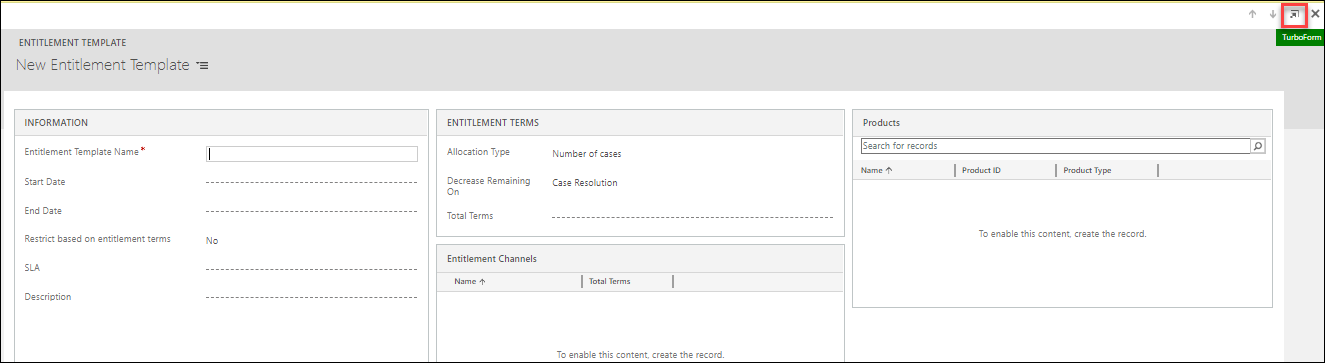 TurboForm
ENTITLEMENT TEMPLATE
New Entitlement Template
INFORMATION
Entitlement Template Name *
Start Date
End Date
Restrict based on entitlement terms No
SLA
Description
ENTITLEMENT TERMS
Allocation Type Number of cases
Decrease Remaining
On
Case Resolution
Total Terms
Entitlement Channels
Name Total Terms
To enable this content, create the record.
Products
Search for records
Name Product ID Product Type
To enable this content, create the record.